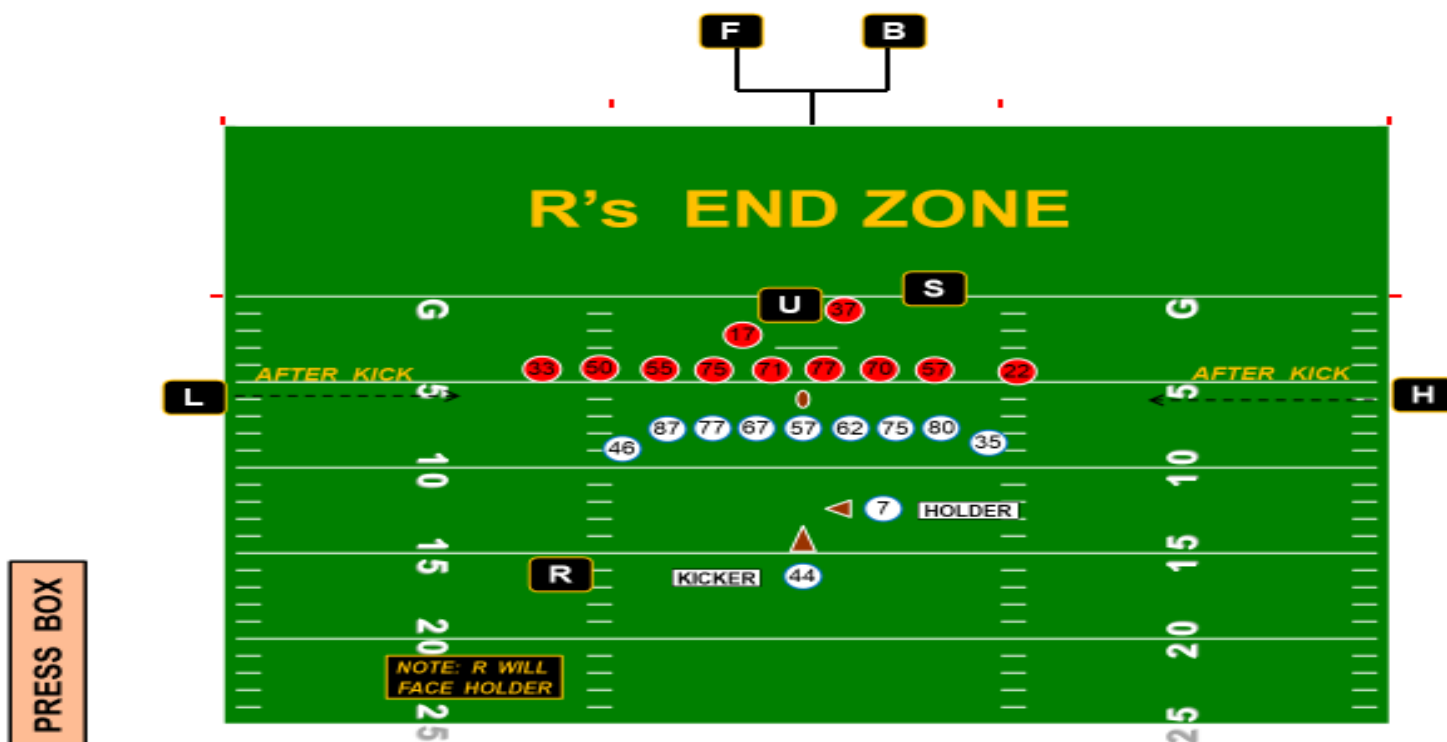 F B
R's END ZONE
G U S G
37
17
33 50 55 75 71 77 70 57 22
AFTER KICK AFTER KICK
L 5 5 H
87 77 67 57 62 75 80
46 35
10 10
7 HOLDER
15 15
R KICKER 44
20 20
NOTE: R WILL
FACE HOLDER
25 25
PRESS BOX